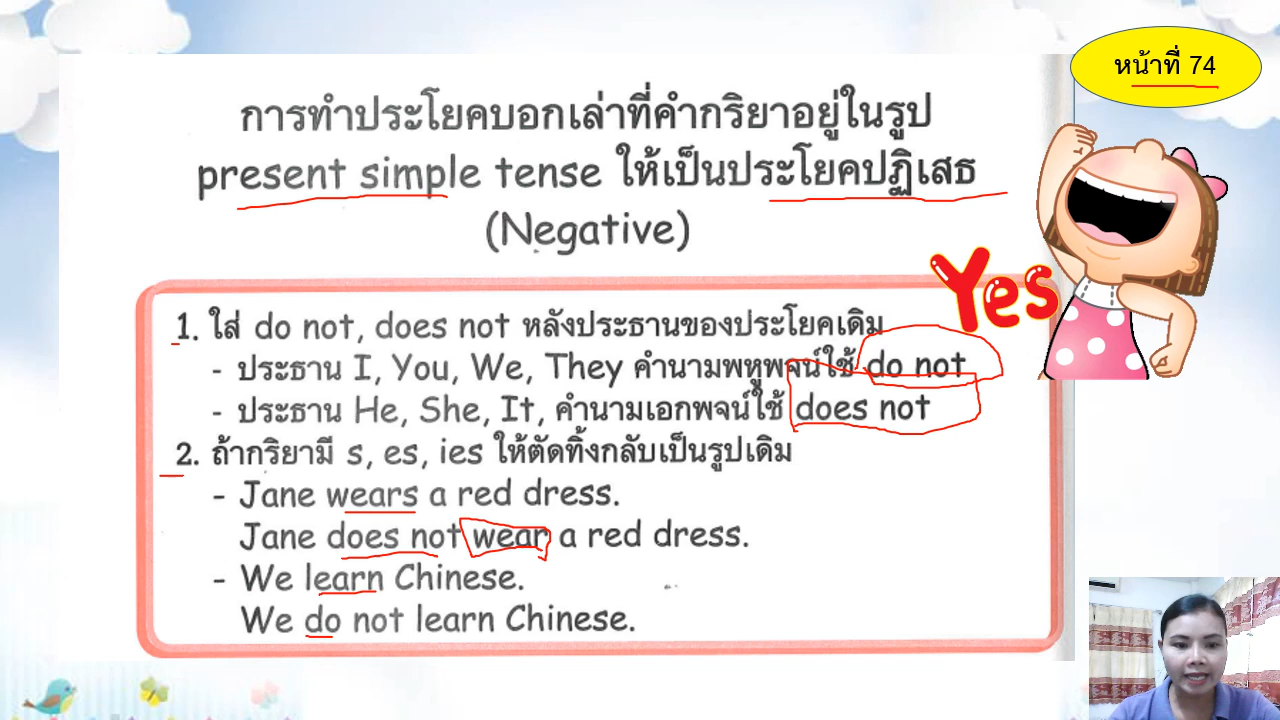 หน้าที่ 74
การทำประโยคบอกเล่าที่คำกริยาอยู่ในรูป
present simple tense ให้เป็นประโยคปฏิเสธ
(Negative)
Yes
1. ใส่ do not, does not หลังประธานของประโยคเดิม
- ประธาน I, You, We, They คำนามพหูพจน์ใช้ do not
- ประธาน He, She, It, คำนามเอกพจน์ใช้ does not
2. ถ้ากริยามี s, es, ies ให้ตัดทิ้งกลับเป็นรูปเดิม
- Jane wears a red dress.
Jane does not wear a red dress.
- We learn Chinese.
We do not learn Chinese.